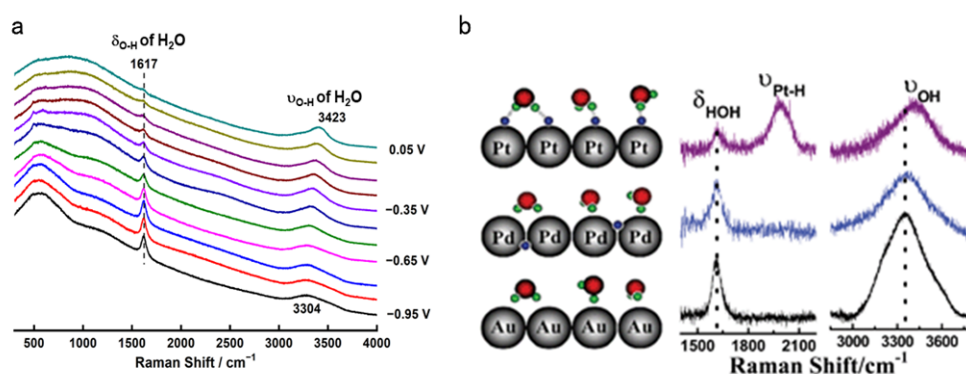 a
δO-H of H2O
1617
υO-H of H2O
3423
0.05 V
−0.35 V
−0.65 V
−0.95 V
3304
500 1000 1500 2000 2500 3000 3500 4000
Raman Shift / cm−1
b
Pt Pt Pt Pt
Pd Pd Pd Pd
Au Au Au Au
δHOH
υPt-H
υOH
1500 1800 2100 3000 3300 3600
Raman Shift/cm-1